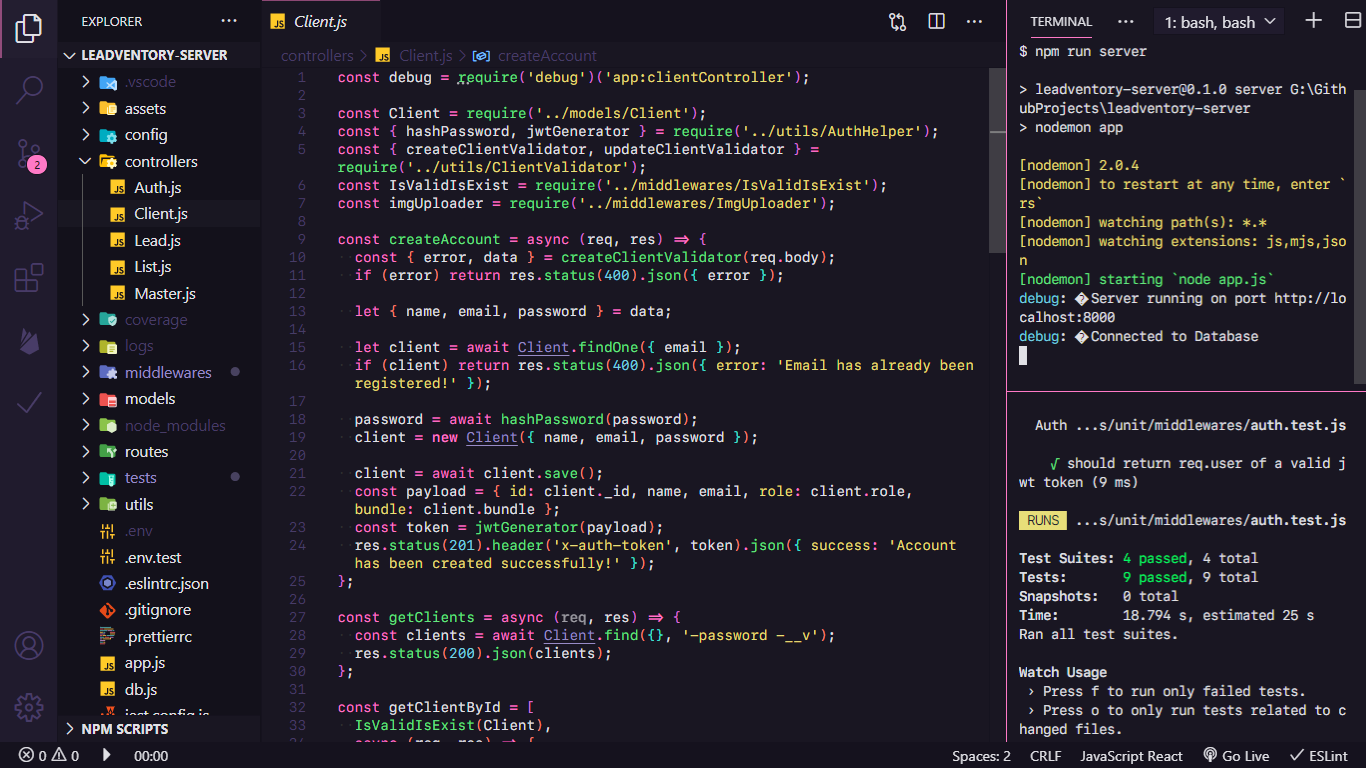 EXPLORER
LEADVENTORY-SERVER
.vscode
assets
config
controllers
Auth.js
Client.js
Lead.js
List.js
Master.js
coverage
logs
middlewares
models
node_modules
routes
tests
utils
.env
.env.test
.eslintrc.json
.gitignore
.prettierrc
app.js
db.js
jest.config.js
NPM SCRIPTS
2
JS Client.js
controllers > JS Client.js > createAccount
1 const debug = require('debug')('app:clientController');
2
3 const Client = require('../models/Client');
4 const { hashPassword, jwtGenerator } = require('../utils/AuthHelper');
5 const { createClientValidator, updateClientValidator } =
require('../utils/ClientValidator');
6 const IsValidIsExist = require('../middlewares/IsValidIsExist');
7 const imgUploader = require('../middlewares/ImgUploader');
8
9 const createAccount = async (req, res) => {
10 const { error, data } = createClientValidator(req.body);
11 if (error) return res.status(400).json({ error });
12
13 let { name, email, password } = data;
14
15 let client = await Client.findOne({ email });
16 if (client) return res.status(400).json({ error: 'Email has already been
registered!' });
17
18 password = await hashPassword(password);
19 client = new Client({ name, email, password });
20
21 client = await client.save();
22 const payload = { id: client._id, name, email, role: client.role,
bundle: client.bundle };
23 const token = jwtGenerator(payload);
24 res.status(201).header('x-auth-token', token).json({ success: 'Account
has been created successfully!' });
25 };
26
27 const getClients = async (req, res) => {
28 const clients = await Client.find({}, '-password -__v');
29 res.status(200).json(clients);
30 };
31
32 const getClientById = [
33 IsValidIsExist(Client),
34 async (req, res) => {
TERMINAL
1: bash, bash
$ npm run server
> leadventory-server@0.1.0 server G:\Gith
ubProjects\leadventory-server
> nodemon app
[nodemon] 2.0.4
[nodemon] to restart at any time, enter `
rs`
[nodemon] watching path(s): *.*
[nodemon] watching extensions: js,mjs,jso
n
[nodemon] starting `node app.js`
debug: �Server running on port http://lo
calhost:8000
debug: �Connected to Database
Auth ...s/unit/middlewares/auth.test.js
√ should return req.user of a valid j
wt token (9 ms)
RUNS ...s/unit/middlewares/auth.test.js
Test Suites: 4 passed, 4 total
Tests: 9 passed, 9 total
Snapshots: 0 total
Time: 18.794 s, estimated 25 s
Ran all test suites.
Watch Usage
› Press f to run only failed tests.
› Press o to only run tests related to c
hanged files.
0 0 00:00 Spaces: 2 CRLF JavaScript React Go Live ESLint